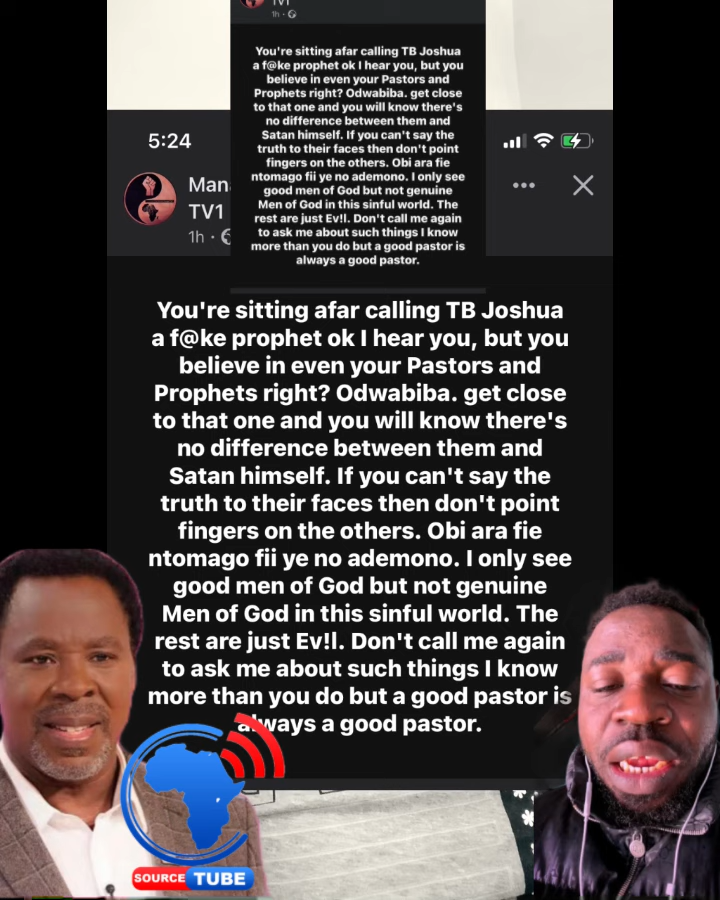 TV1
1h
You're sitting afar calling TB Joshua
a f@ke prophet ok I hear you, but you
believe in even your Pastors and
Prophets right? Odwabiba. get close
to that one and you will know there's
no difference between them and
Satan himself. If you can't say the
truth to their faces then don't point
fingers on the others. Obi ara fie
ntomago fii ye no ademono. I only see
good men of God but not genuine
Men of God in this sinful world. The
rest are just Ev!l. Don't call me again
to ask me about such things I know
more than you do but a good pastor is
always a good pastor.
5:24
TV1
1h
You're sitting afar calling TB Joshua
a f@ke prophet ok I hear you, but you
believe in even your Pastors and
Prophets right? Odwabiba. get close
to that one and you will know there's
no difference between them and
Satan himself. If you can't say the
truth to their faces then don't point
fingers on the others. Obi ara fie
ntomago fii ye no ademono. I only see
good men of God but not genuine
Men of God in this sinful world. The
rest are just Ev!l. Don't call me again
to ask me about such things I know
more than you do but a good pastor is
always a good pastor.
SOURCE TUBE